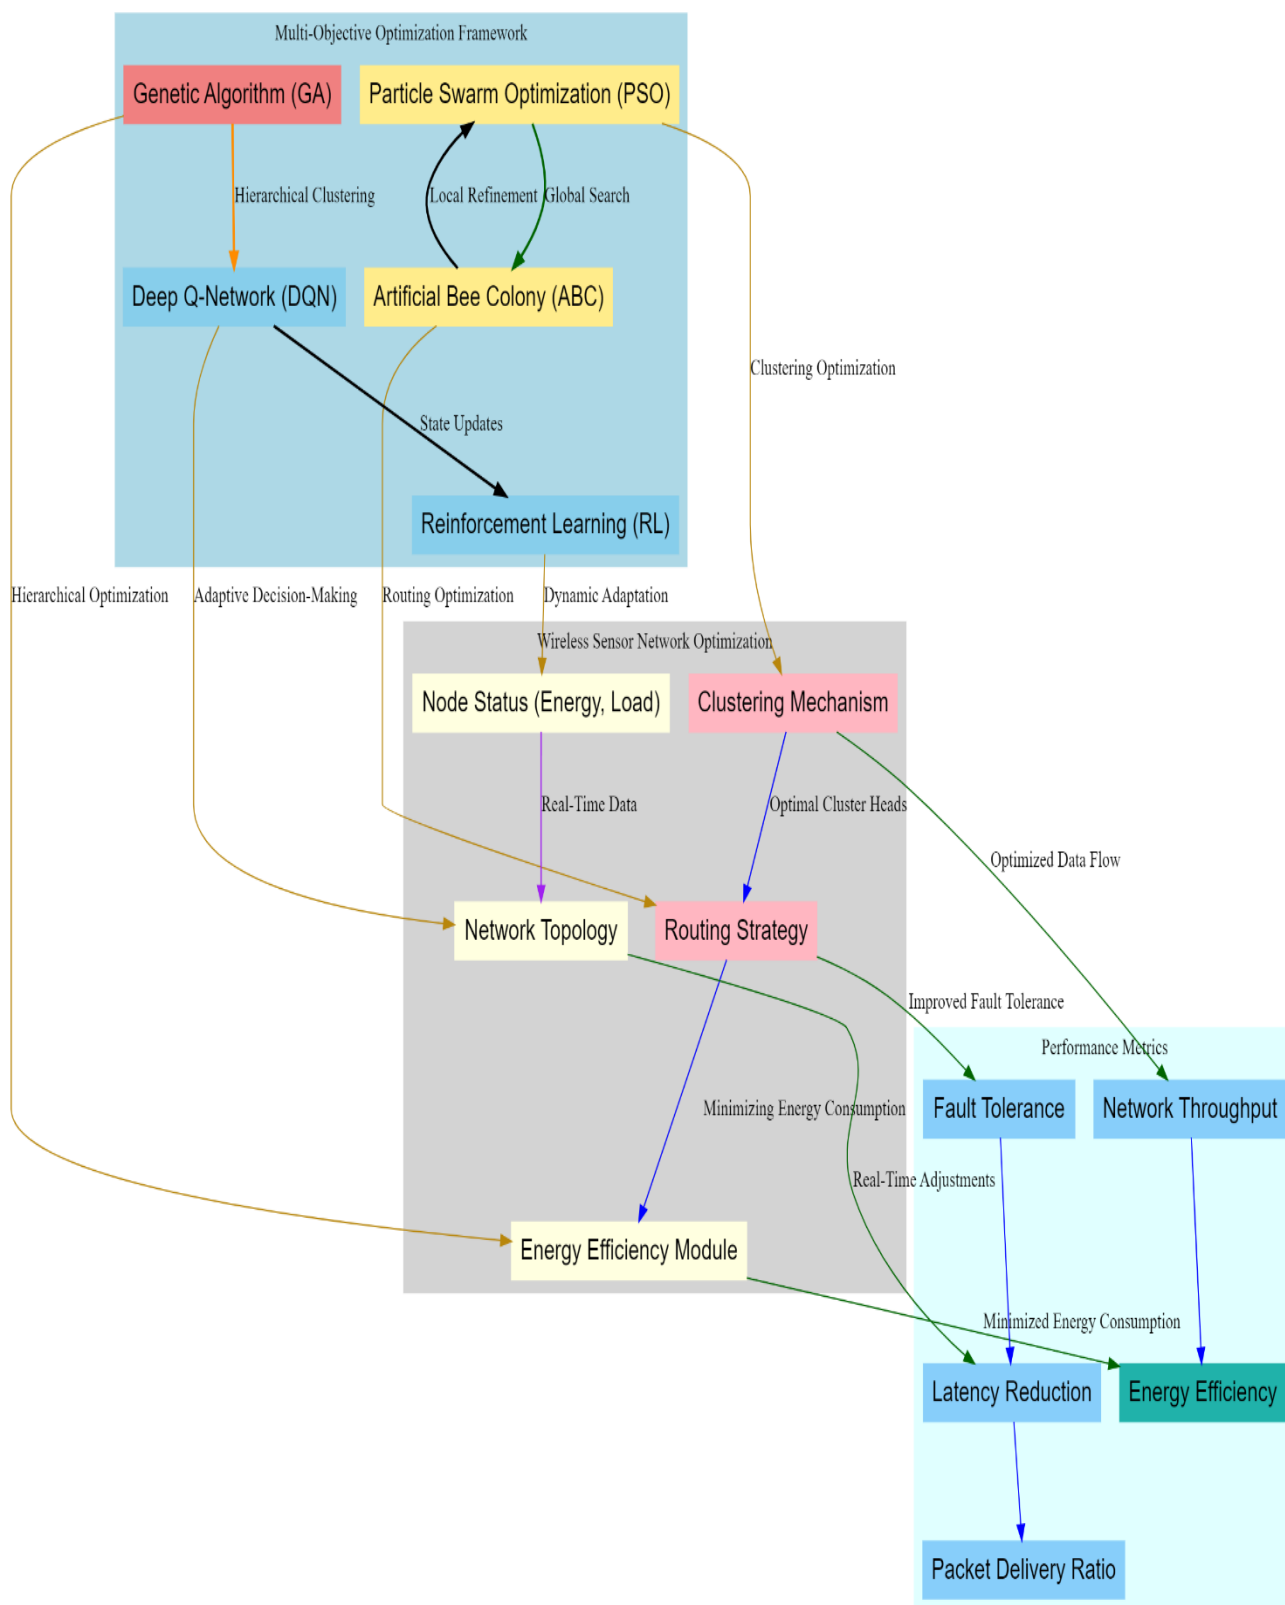 Multi-Objective Optimization Framework
Genetic Algorithm (GA)
Particle Swarm Optimization (PSO)
Hierarchical Clustering
Local Refinement
Global Search
Deep Q-Network (DQN)
Artificial Bee Colony (ABC)
Clustering Optimization
State Updates
Reinforcement Learning (RL)
Hierarchical Optimization
Adaptive Decision-Making
Routing Optimization
Dynamic Adaptation
Wireless Sensor Network Optimization
Node Status (Energy, Load)
Clustering Mechanism
Real-Time Data
Optimal Cluster Heads
Optimized Data Flow
Network Topology
Routing Strategy
Improved Fault Tolerance
Performance Metrics
Fault Tolerance
Network Throughput
Minimizing Energy Consumption
Real-Time Adjustments
Energy Efficiency Module
Minimized Energy Consumption
Latency Reduction
Energy Efficiency
Packet Delivery Ratio